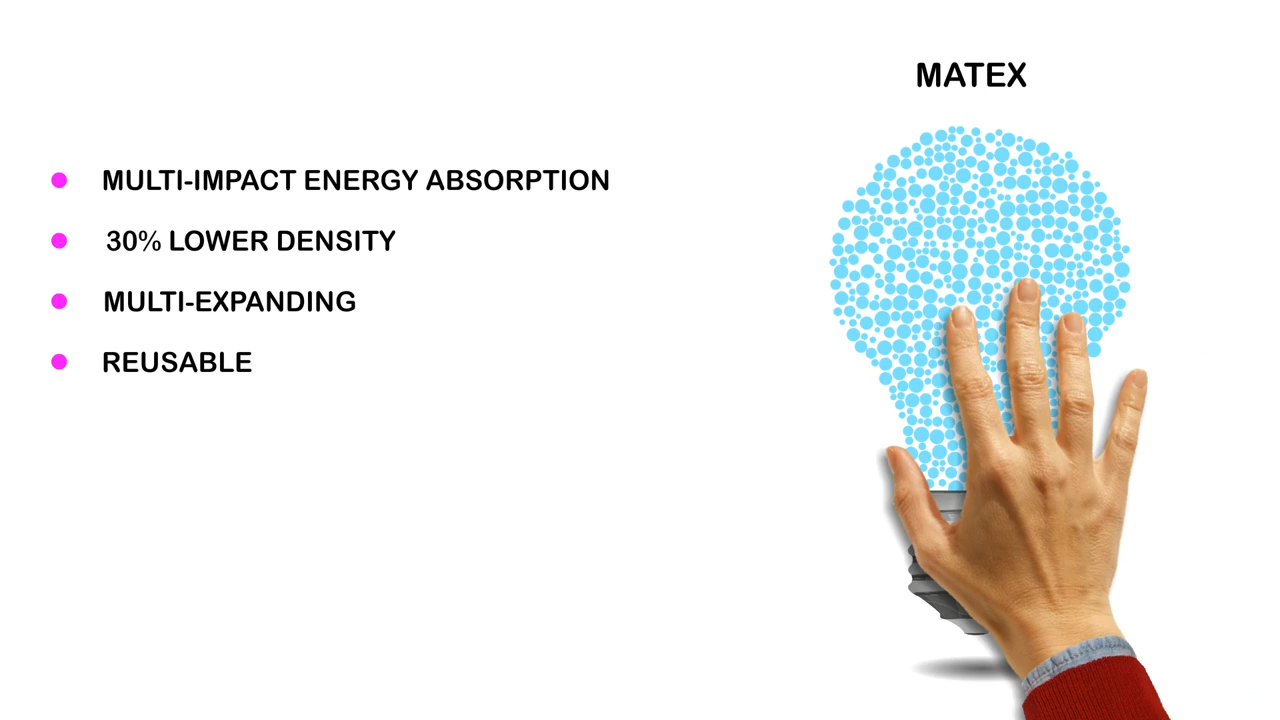 MATEX
MULTI-IMPACT ENERGY ABSORPTION
30% LOWER DENSITY
MULTI-EXPANDING
REUSABLE